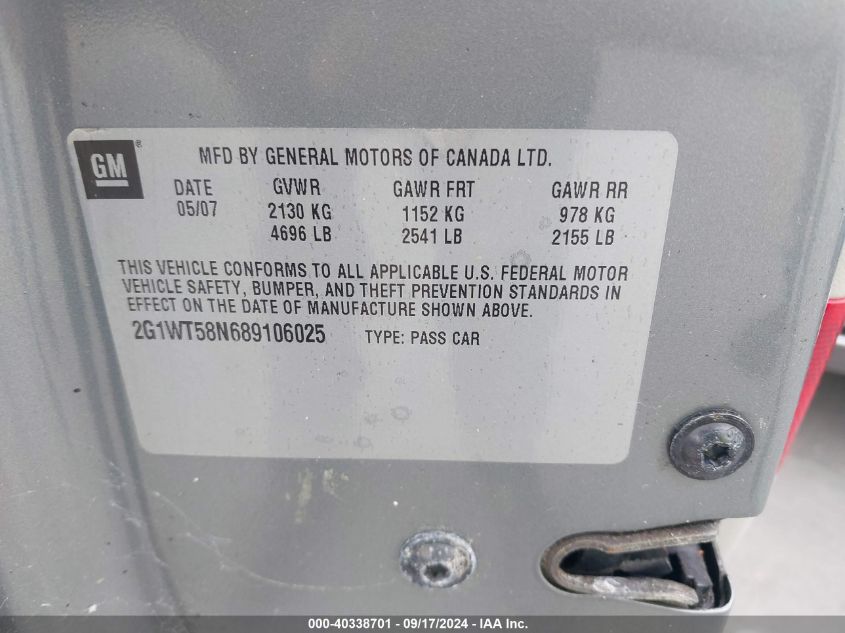 GM ®
MFD BY GENERAL MOTORS OF CANADA LTD.
DATE GVWR GAWR FRT GAWR RR
05/07 2130 KG 1152 KG 978 KG
4696 LB 2541 LB 2155 LB
THIS VEHICLE CONFORMS TO ALL APPLICABLE U.S. FEDERAL MOTOR
VEHICLE SAFETY, BUMPER, AND THEFT PREVENTION STANDARDS IN
EFFECT ON THE DATE OF MANUFACTURE SHOWN ABOVE.
2G1WT58N689106025 TYPE: PASS CAR
000-40338701 - 09/17/2024 - IAA Inc.